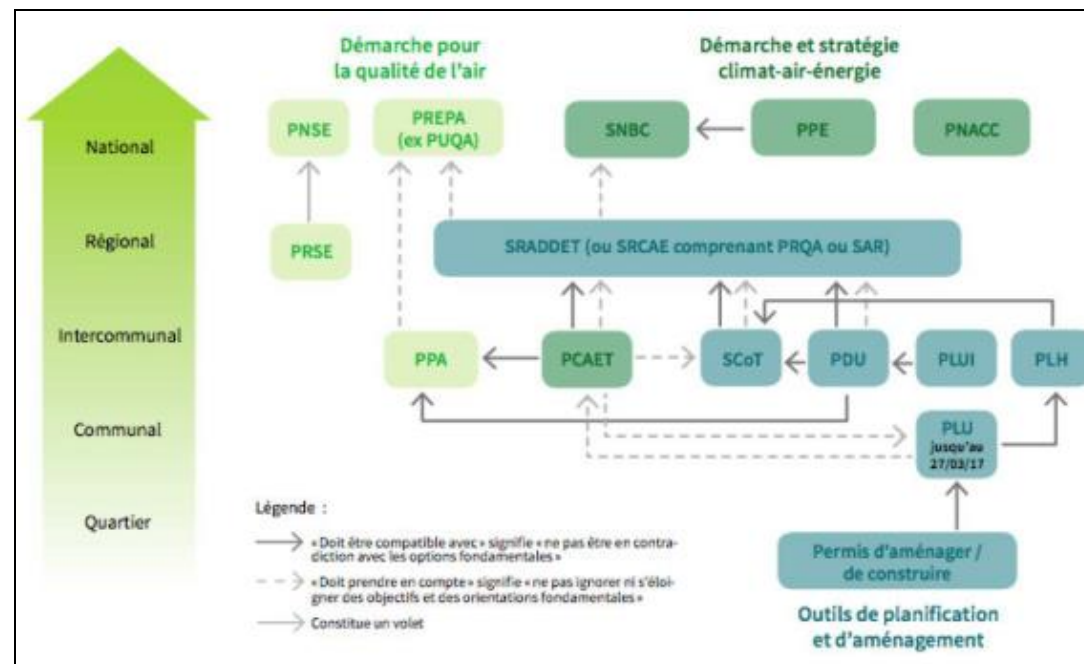 Démarche pour
la qualité de l'air
Démarche et stratégie
climat-air-énergie
National
PNSE
PREPA
(ex PUQA)
SNBC
PPE
PNACC
Régional
PRSE
SRADDET (ou SRCAE comprenant PRQA ou SAR)
Intercommunal
PPA
PCAET
SCoT
PDU
PLUI
PLH
Communal
PLU
jusqu'au
27/03/17
Quartier
Légende :
« Doit être compatible avec » signifie « ne pas être en contra-
diction avec les options fondamentales »
« Doit prendre en compte » signifie « ne pas ignorer ni s'éloi-
gner des objectifs et des orientations fondamentales »
Constitue un volet
Permis d'aménager /
de construire
Outils de planification
et d'aménagement